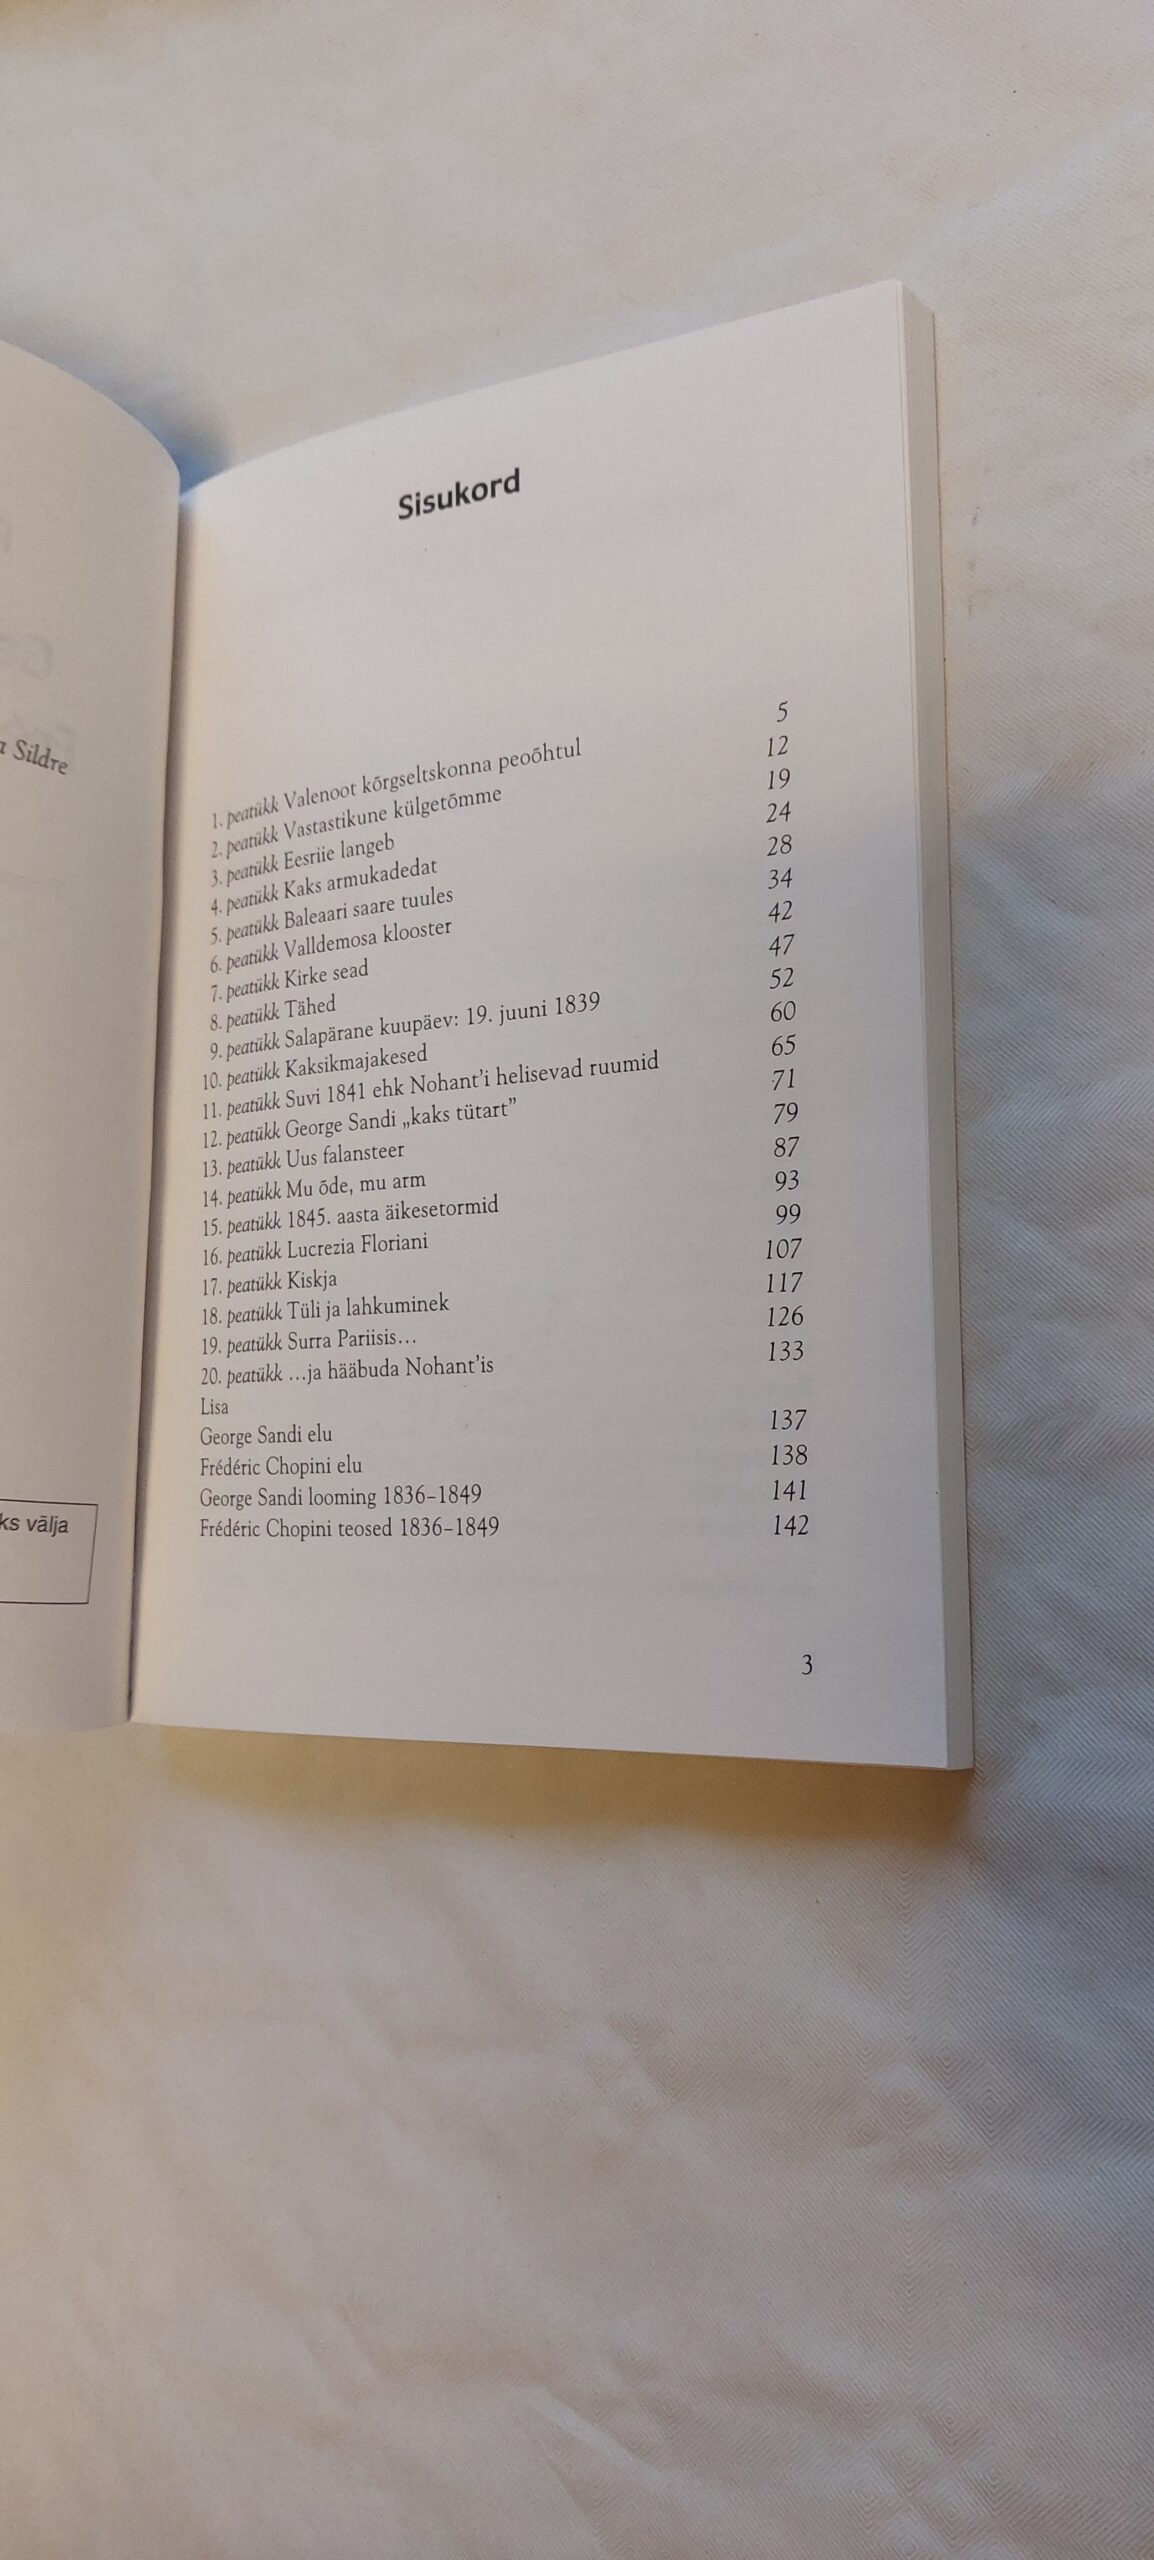 Sildre
ks välja
Sisukord
1. peatükk Valenoot kõrgseltskonna peoõhtul 5
2. peatükk Vastastikune külgetõmme 12
3. peatükk Eesriie langeb 19
4. peatükk Kaks armukadedat 24
5. peatükk Baleaari saare tuules 28
6. peatükk Valldemosa klooster 34
7. peatükk Kirke sead 42
8. peatükk Tähed 47
9. peatükk Salapärane kuupäev: 19. juuni 1839 52
10. peatükk Kaksikmajakesed 60
11. peatükk Suvi 1841 ehk Nohant’i helisevad ruumid 65
12. peatükk George Sandi „kaks tütart” 71
13. peatükk Uus falansteer 79
14. peatükk Mu õde, mu arm 87
15. peatükk 1845. aasta äikesetormid 93
16. peatükk Lucrezia Floriani 99
17. peatükk Kiskja 107
18. peatükk Tüli ja lahkuminek 117
19. peatükk Surra Pariisis… 126
20. peatükk …ja hääbuda Nohant’is 133
Lisa
George Sandi elu 137
Frédéric Chopini elu 138
George Sandi looming 1836–1849 141
Frédéric Chopini teosed 1836–1849 142
3